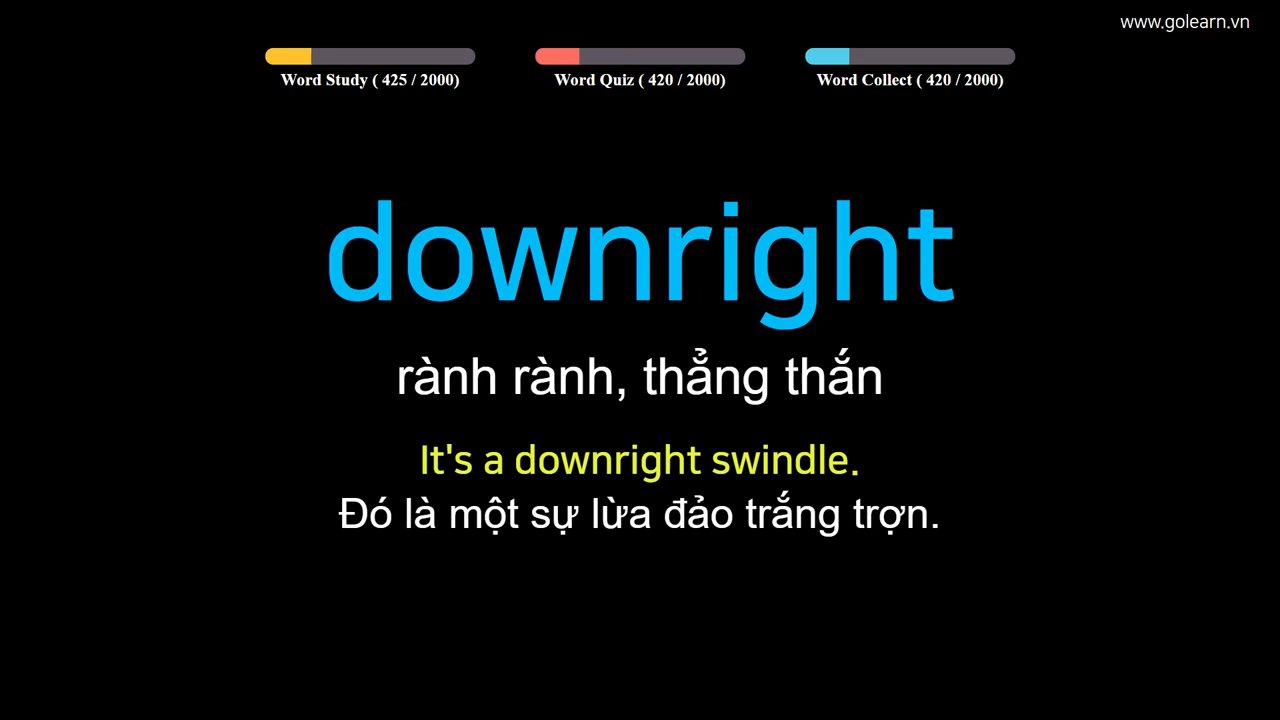 www.golearn.vn
Word Study ( 425 / 2000)
Word Quiz ( 420 / 2000)
Word Collect ( 420 / 2000)
downright
rành rành, thẳng thắn
It's a downright swindle.
Đó là một sự lừa đảo trắng trợn.